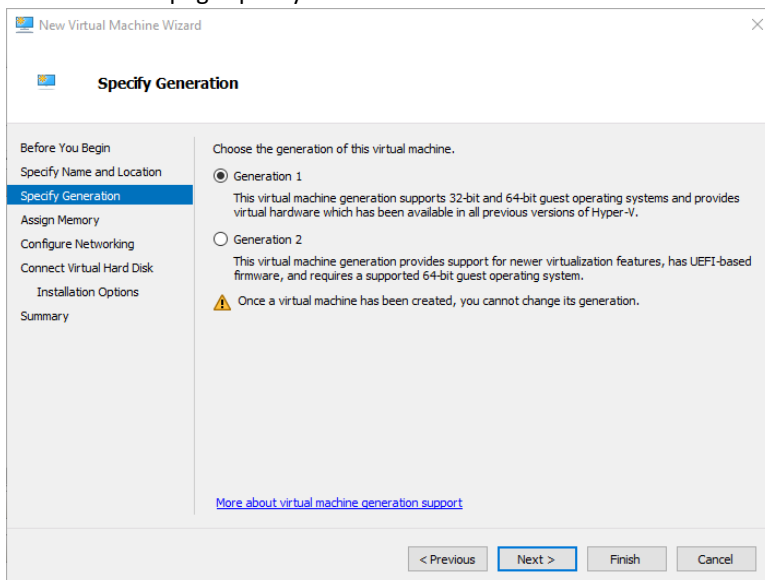 New Virtual Machine Wizard
Specify Generation
Before You Begin
Specify Name and Location
Specify Generation
Assign Memory
Configure Networking
Connect Virtual Hard Disk
Installation Options
Summary
Choose the generation of this virtual machine.
Generation 1
This virtual machine generation supports 32-bit and 64-bit guest operating systems and provides
virtual hardware which has been available in all previous versions of Hyper-V.
Generation 2
This virtual machine generation provides support for newer virtualization features, has UEFI-based
firmware, and requires a supported 64-bit guest operating system.
Once a virtual machine has been created, you cannot change its generation.
More about virtual machine generation support
< Previous
Next >
Finish
Cancel